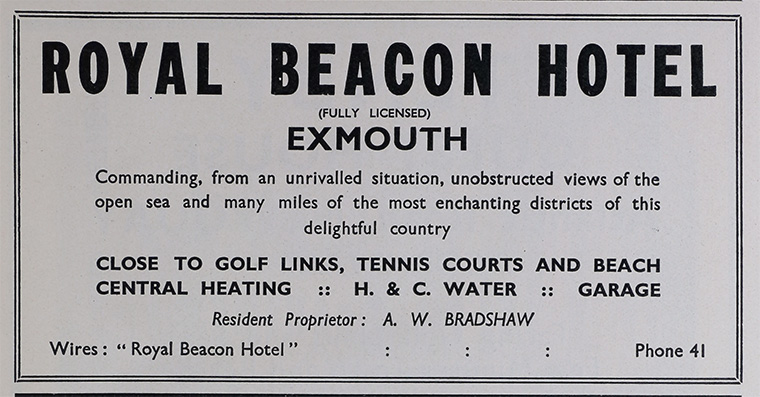 ROYAL BEACON HOTEL
(FULLY LICENSED)
EXMOUTH
Commanding, from an unrivalled situation, unobstructed views of the
open sea and many miles of the most enchanting districts of this
delightful country
CLOSE TO GOLF LINKS, TENNIS COURTS AND BEACH
CENTRAL HEATING :: H. & C. WATER :: GARAGE
Resident Proprietor: A. W. BRADSHAW
Wires: "Royal Beacon Hotel" : : : Phone 41